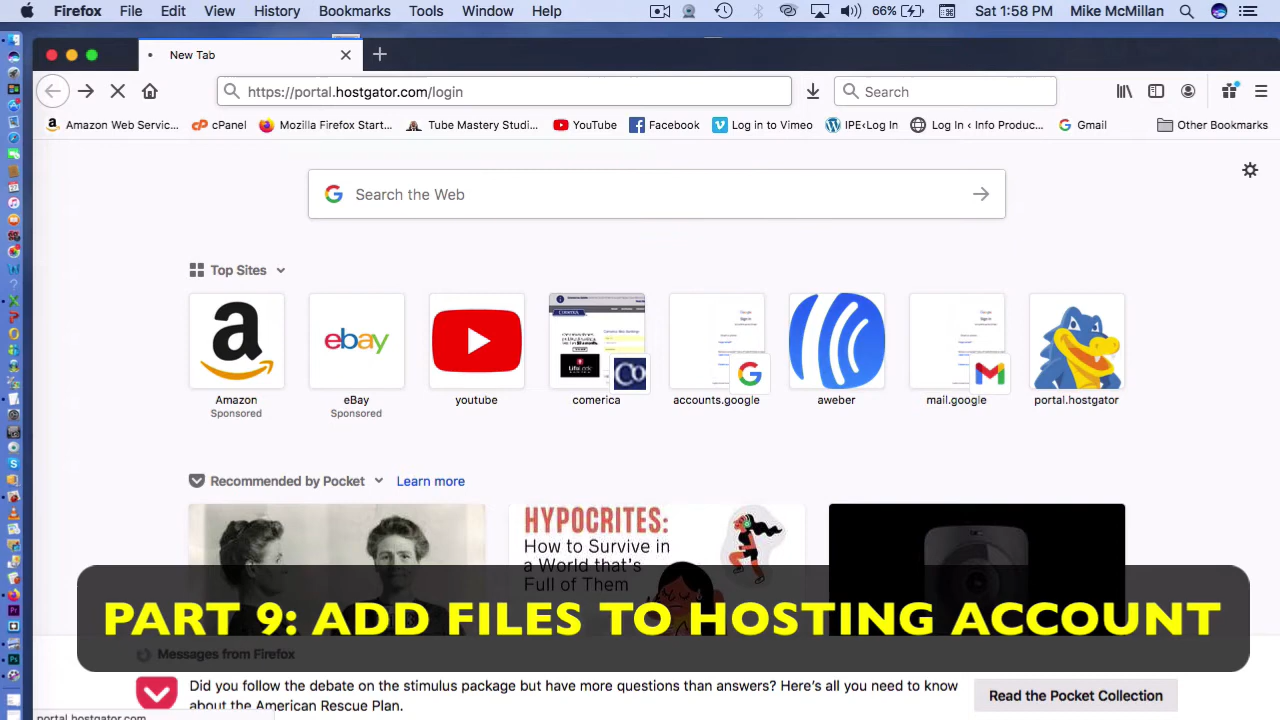 Firefox File Edit View History Bookmarks Tools Window Help 66% Sat 1:58 PM Mike McMillan
New Tab
https://portal.hostgator.com/login Search
Amazon Web Servic... cPanel Mozilla Firefox Start... Tube Mastery Studi... YouTube Facebook Log in to Vimeo IPE‹Log In Log In ‹ Info Produc... Gmail Other Bookmarks
Search the Web
Top Sites
Amazon eBay youtube comerica accounts.google aweber mail.google portal.hostgator
Sponsored Sponsored
Recommended by Pocket Learn more
HYPOCRITES:
How to Survive in
a World that's
Full of Them
PART 9: ADD FILES TO HOSTING ACCOUNT
Messages from Firefox
Did you follow the debate on the stimulus package but have more questions than answers? Here's all you need to know
about the American Rescue Plan.
Read the Pocket Collection
portal.hostgator.com